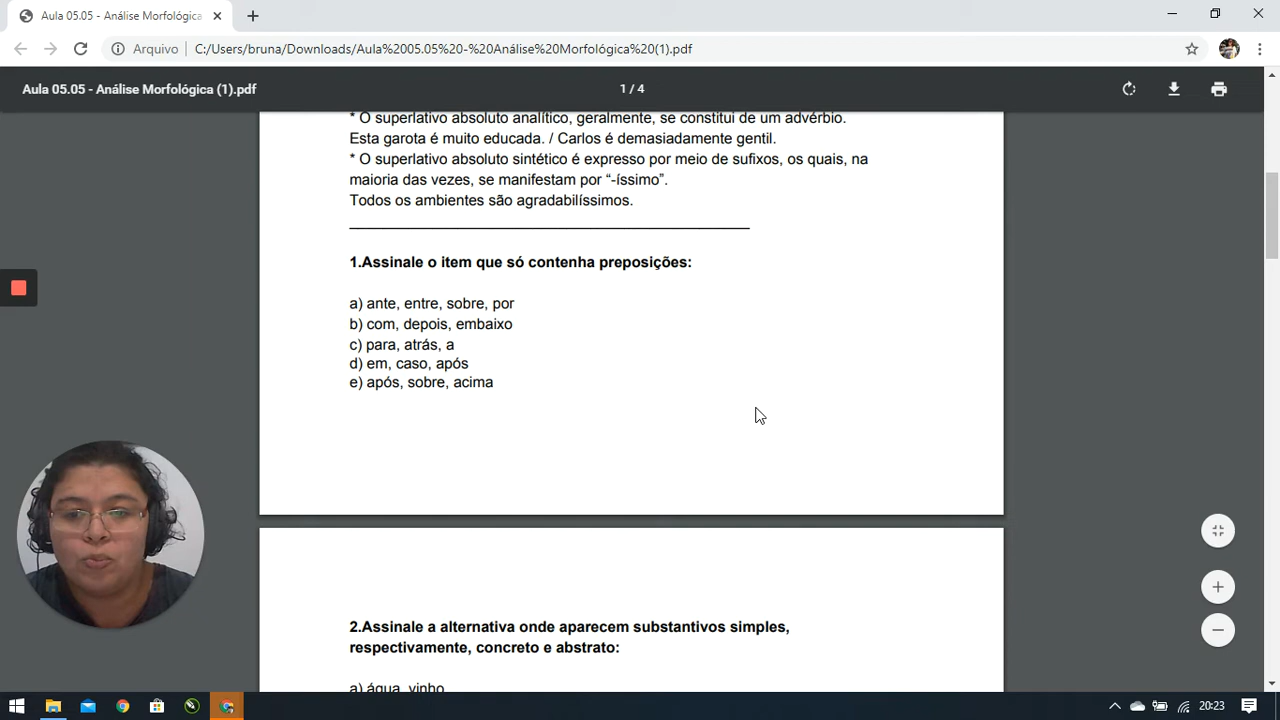 Aula 05.05 - Análise Morfológica
Arquivo
C:/Users/bruna/Downloads/Aula%2005.05%20-%20Análise%20Morfológica%20(1).pdf
Aula 05.05 - Análise Morfológica (1).pdf
1 / 4
* O superlativo absoluto analítico, geralmente, se constitui de um advérbio.
Esta garota é muito educada. / Carlos é demasiadamente gentil.
* O superlativo absoluto sintético é expresso por meio de sufixos, os quais, na
maioria das vezes, se manifestam por “-íssimo”.
Todos os ambientes são agradabilíssimos.
1.Assinale o item que só contenha preposições:
a) ante, entre, sobre, por
b) com, depois, embaixo
c) para, atrás, a
d) em, caso, após
e) após, sobre, acima
2.Assinale a alternativa onde aparecem substantivos simples,
respectivamente, concreto e abstrato:
a) água, vinho
20:23